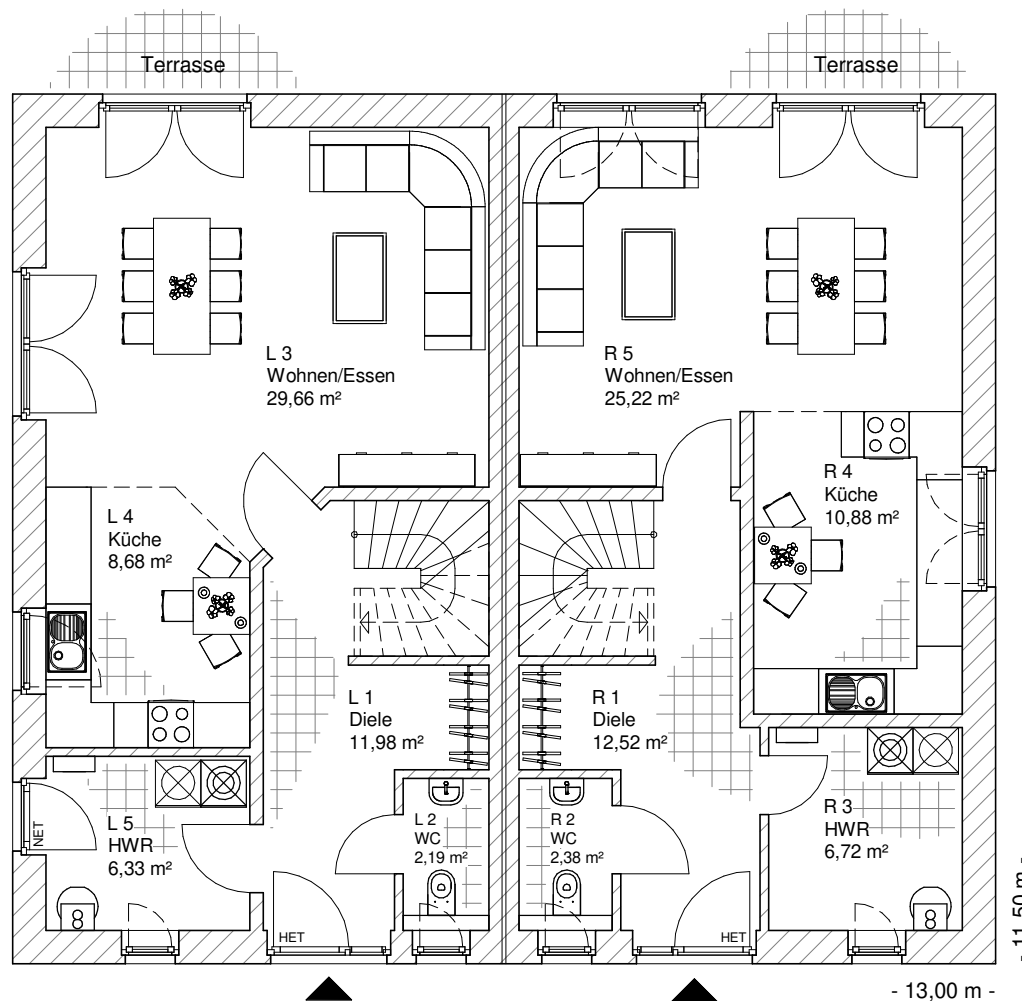 Terrasse
Terrasse
L 3
Wohnen/Essen
29,66 m²
R 5
Wohnen/Essen
25,22 m²
L 4
Küche
8,68 m²
R 4
Küche
10,88 m²
L 1
Diele
11,98 m²
R 1
Diele
12,52 m²
L 5
HWR
6,33 m²
L 2
WC
2,19 m²
R 2
WC
2,38 m²
R 3
HWR
6,72 m²
NET
HET
HET
- 11,50 m -
- 13,00 m -